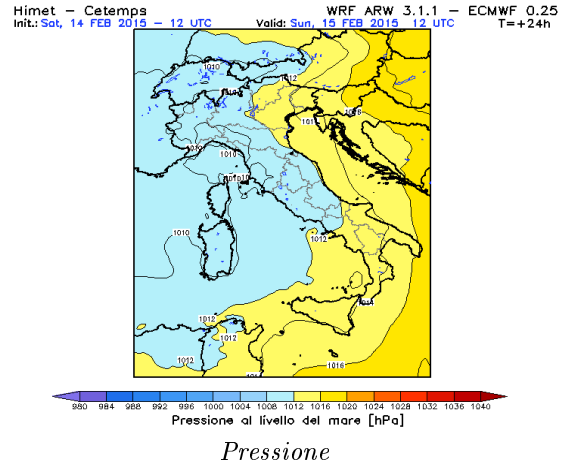 Himet – Cetemps WRF ARW 3.1.1 – ECMWF 0.25
Init.: Sat, 14 FEB 2015 – 12 UTC Valid: Sun, 15 FEB 2015 12 UTC T=+24h
1010
1012
1016
1010
1010
1010
1012
1014
1012
1012
1012
1016
980 984 988 992 996 1000 1004 1008 1012 1016 1020 1024 1028 1032 1036 1040
Pressione al livello del mare [hPa]
Pressione